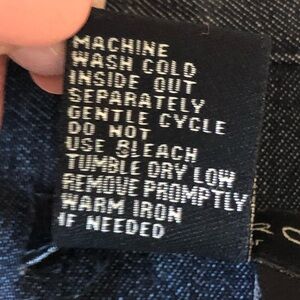 MACHINE
WASH COLD
INSIDE OUT
SEPARATELY
GENTLE CYCLE
DO NOT
USE BLEACH
TUMBLE DRY LOW
REMOVE PROMPTLY
WARM IRON
IF NEEDED